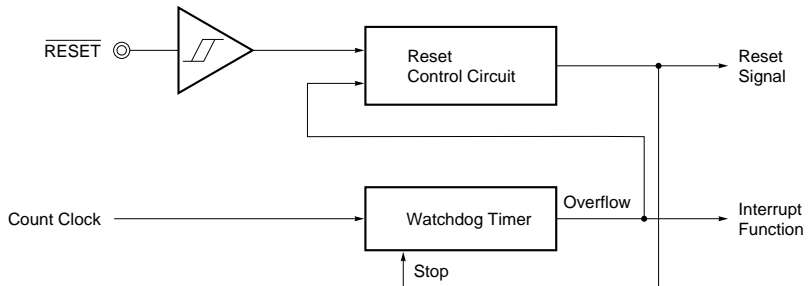 RESET
Reset
Control Circuit
Reset
Signal
Count Clock
Watchdog Timer
Overflow
Interrupt
Function
Stop